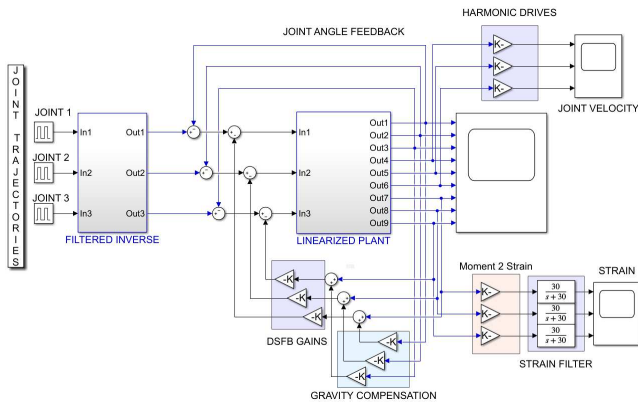 HARMONIC DRIVES
JOINT ANGLE FEEDBACK
K-
K-
K-
JOINT VELOCITY
JOINT TRAJECTORIES
JOINT 1
JOINT 2
JOINT 3
In1
In2
In3
Out1
Out2
Out3
FILTERED INVERSE
In1
In2
In3
Out1
Out2
Out3
Out4
Out5
Out6
Out7
Out8
Out9
LINEARIZED PLANT
-K
-K
-K
DSFB GAINS
-K
-K
-K
GRAVITY COMPENSATION
Moment 2 Strain
K-
K-
K-
30
s + 30
30
s + 30
30
s + 30
STRAIN FILTER
STRAIN